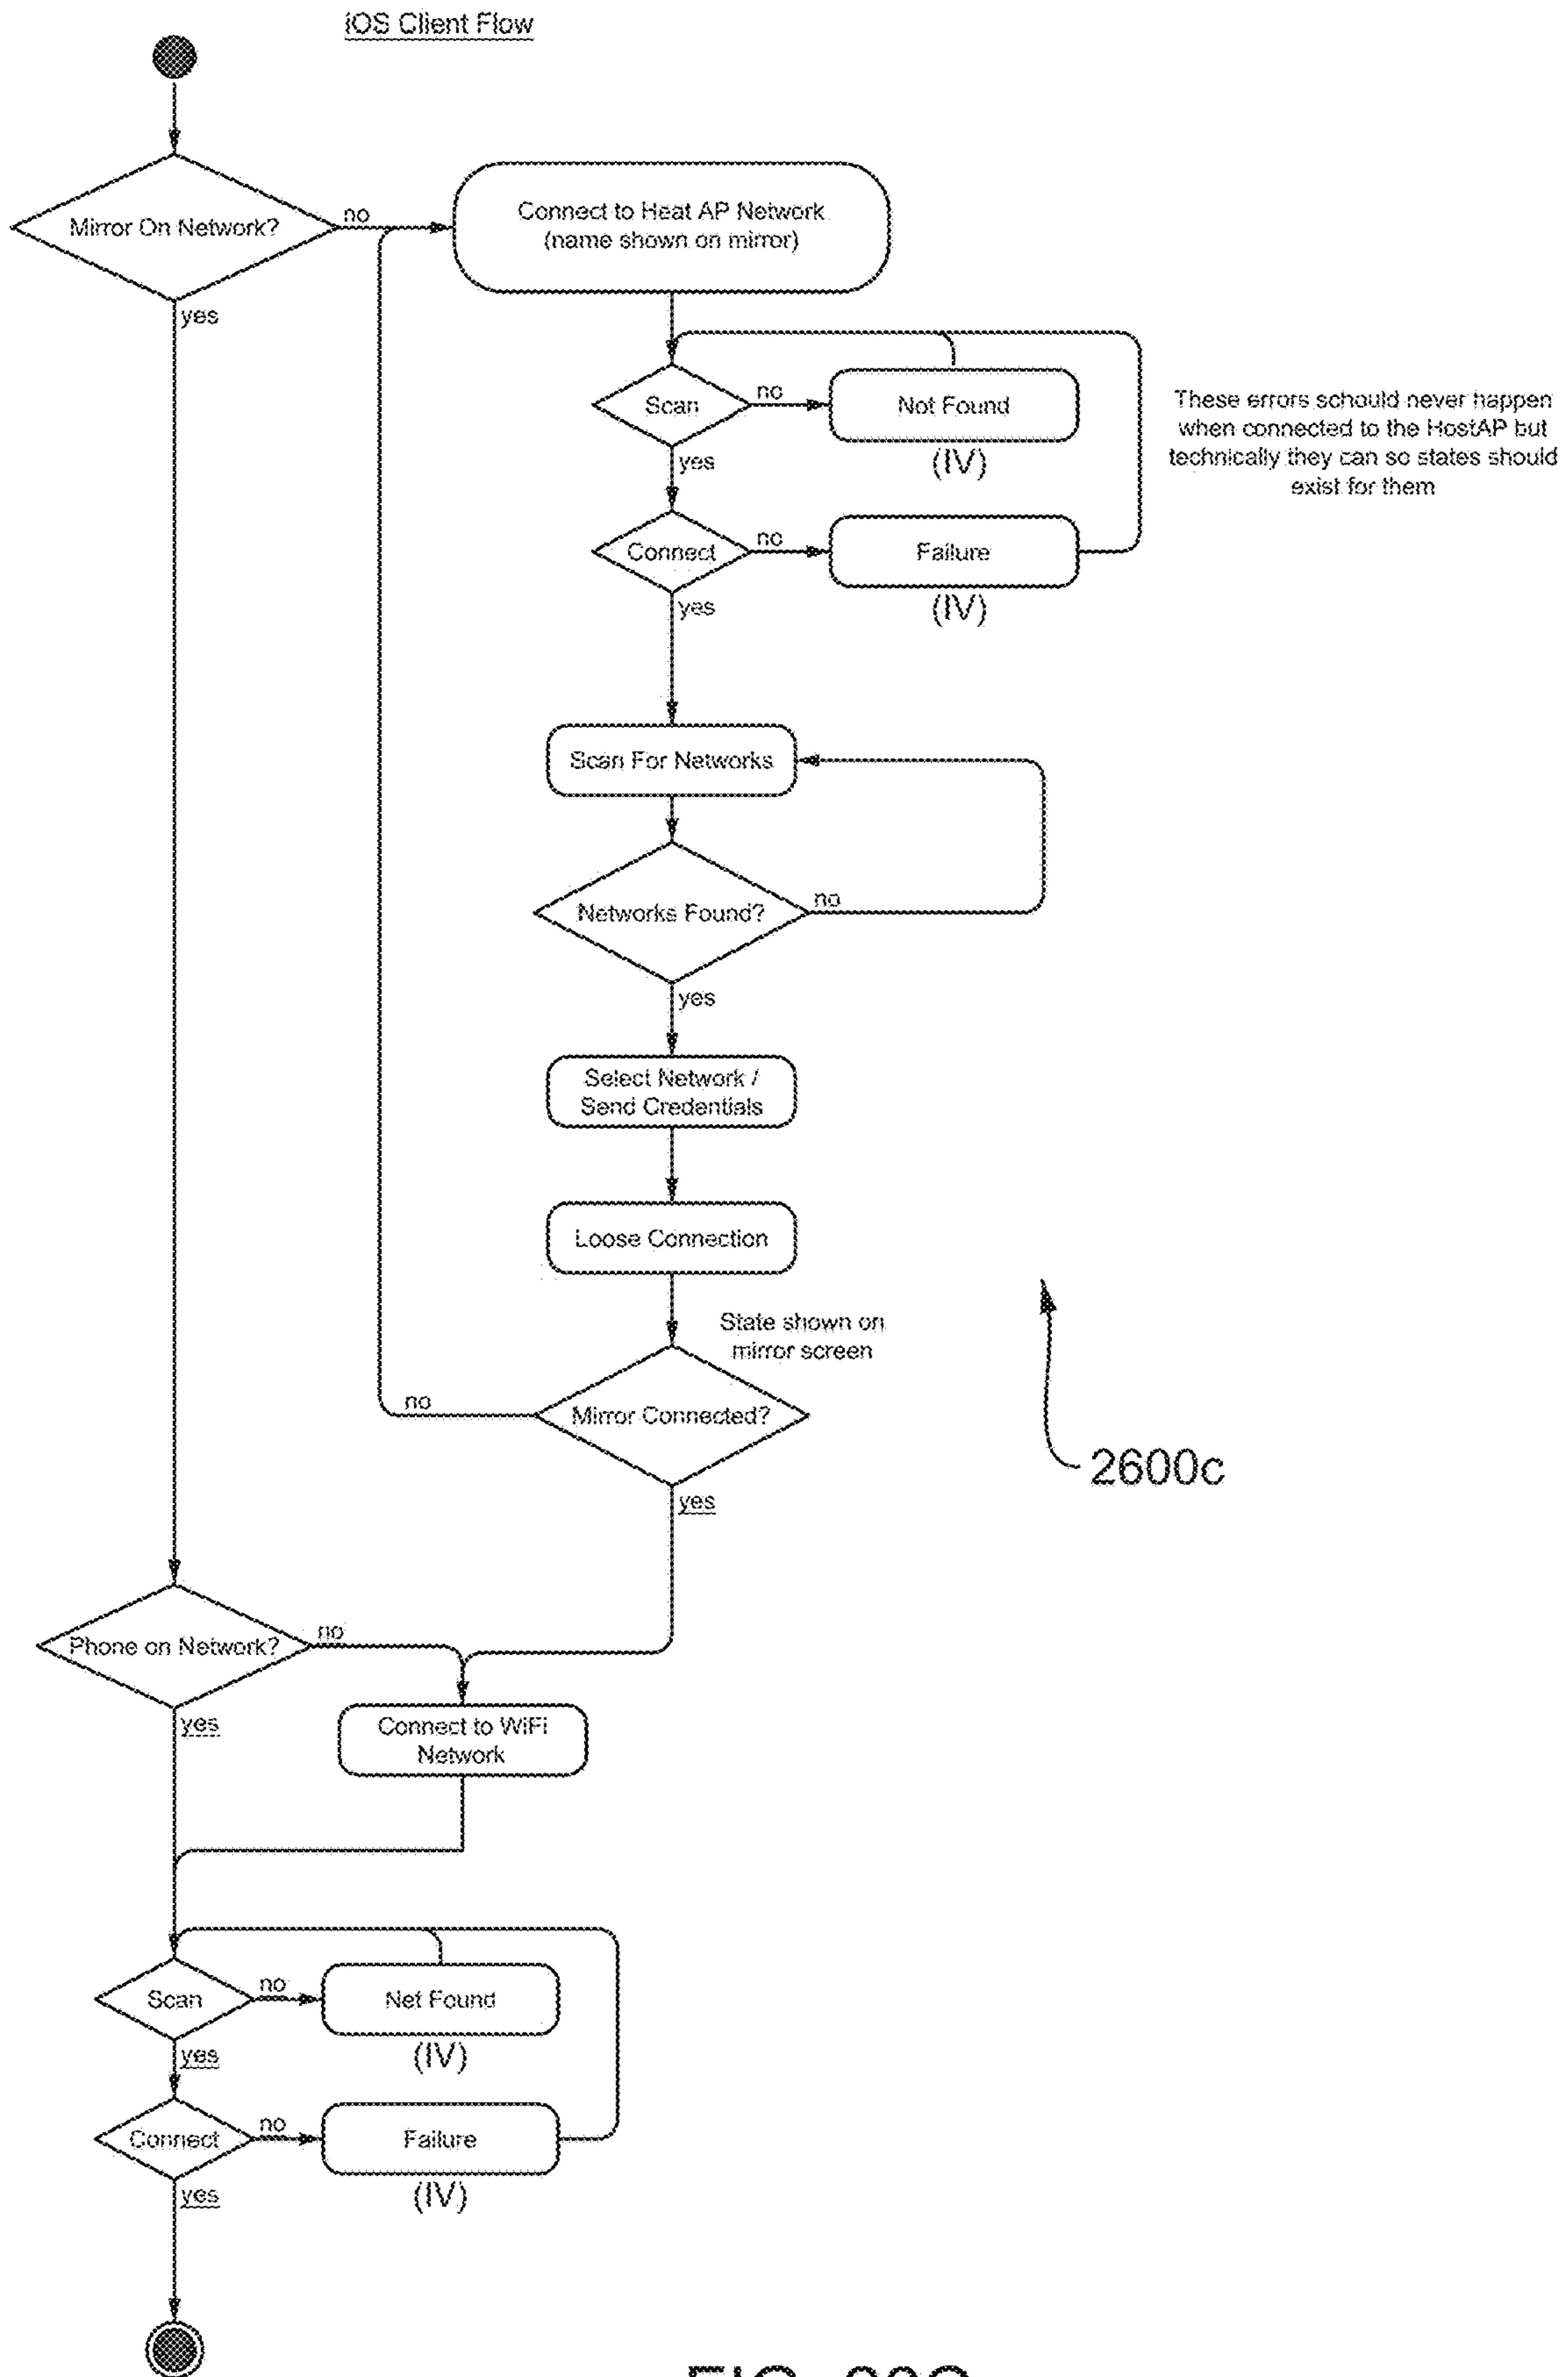 iOS Client Flow
Mirror On Network?
no
yes
Connect to Heat AP Network
(name shown on mirror)
Scan
no
Not Found
(IV)
yes
These errors schould never happen
when connected to the HostAP but
technically they can so states should
exist for them
Connect
no
Failure
(IV)
yes
Scan For Networks
Networks Found?
no
yes
Select Network /
Send Credentials
Loose Connection
State shown on
mirror screen
Mirror Connected?
no
yes
2600c
Phone on Network?
no
yes
Connect to WiFi
Network
Scan
no
Net Found
(IV)
yes
Connect
no
Failure
(IV)
yes